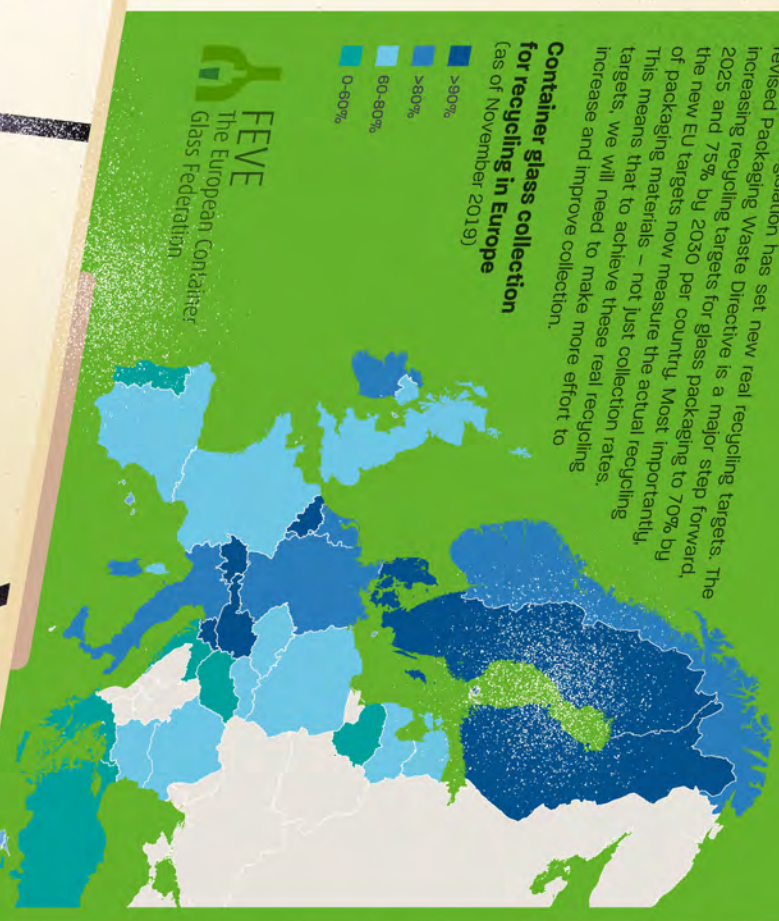 revised Packaging Waste Directive is a major step forward,
increasing recycling targets for glass packaging to 70% by
2025 and 75% by 2030 per country. Most importantly,
the new EU targets now measure the actual recycling
of packaging materials – not just collection rates.
This means that to achieve these real recycling
targets, we will need to make more effort to
increase and improve collection.
Container glass collection
for recycling in Europe
(as of November 2019)
>90%
>80%
60-80%
0-60%
FEVE
The European Container
Glass Federation